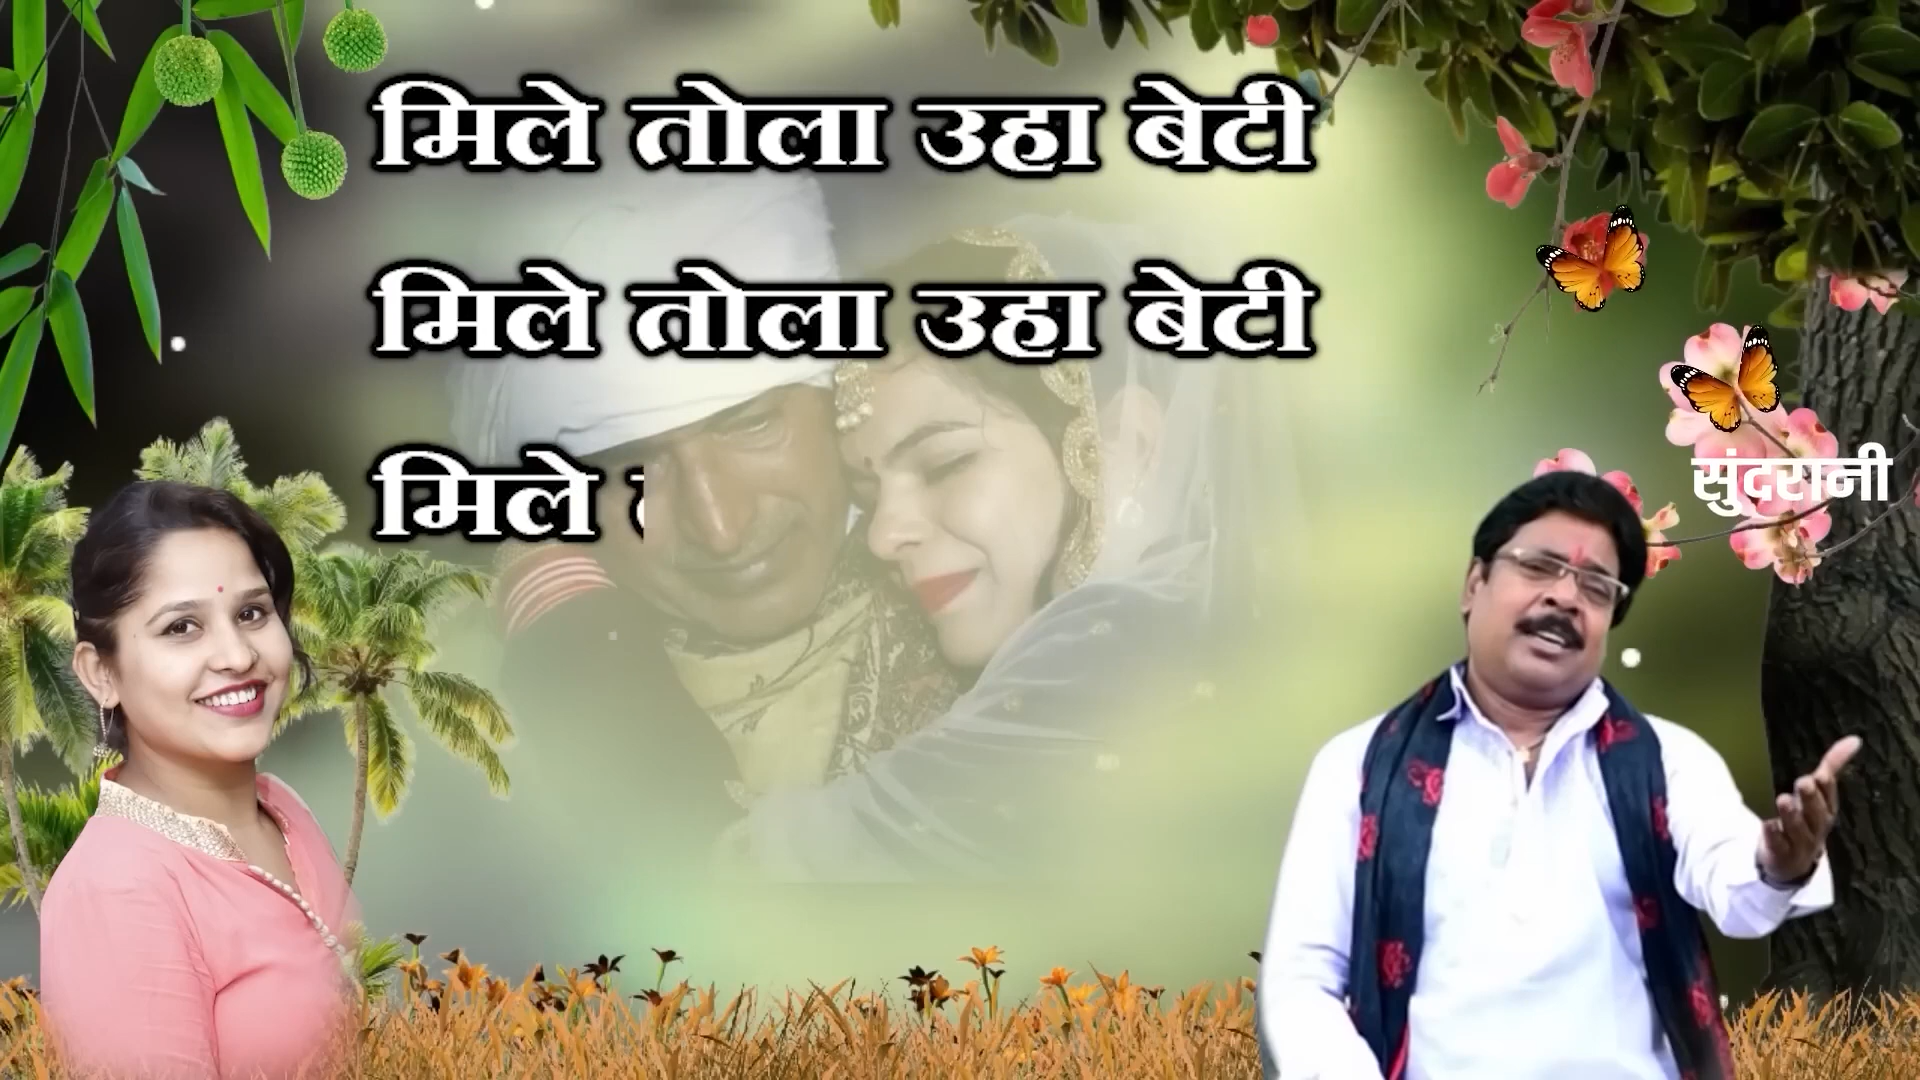 मिले तोला उहा बेटी
मिले तोला उहा बेटी
मिले
सुंदरानी